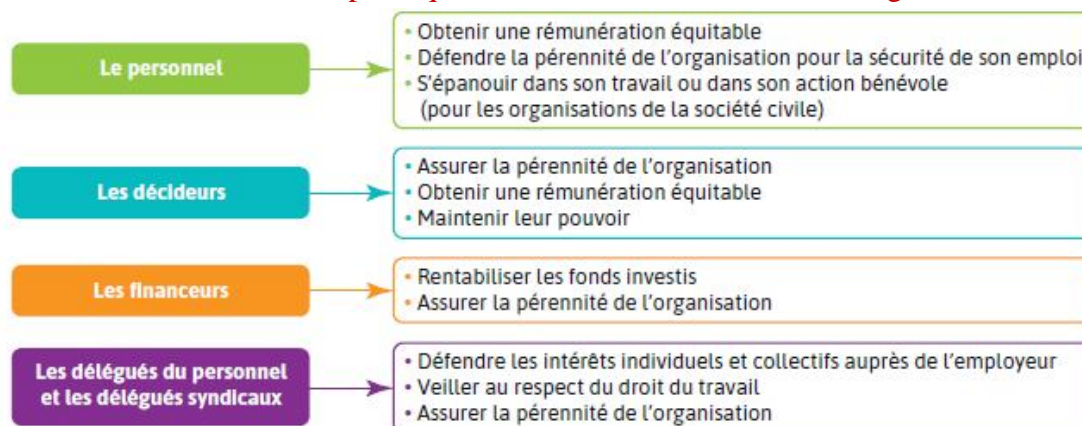 Le personnel
• Obtenir une rémunération équitable
• Défendre la pérennité de l'organisation pour la sécurité de son emploi
• S'épanouir dans son travail ou dans son action bénévole
(pour les organisations de la société civile)
Les décideurs
• Assurer la pérennité de l'organisation
• Obtenir une rémunération équitable
• Maintenir leur pouvoir
Les financeurs
• Rentabiliser les fonds investis
• Assurer la pérennité de l'organisation
Les délégués du personnel
et les délégués syndicaux
• Défendre les intérêts individuels et collectifs auprès de l'employeur
• Veiller au respect du droit du travail
• Assurer la pérennité de l'organisation